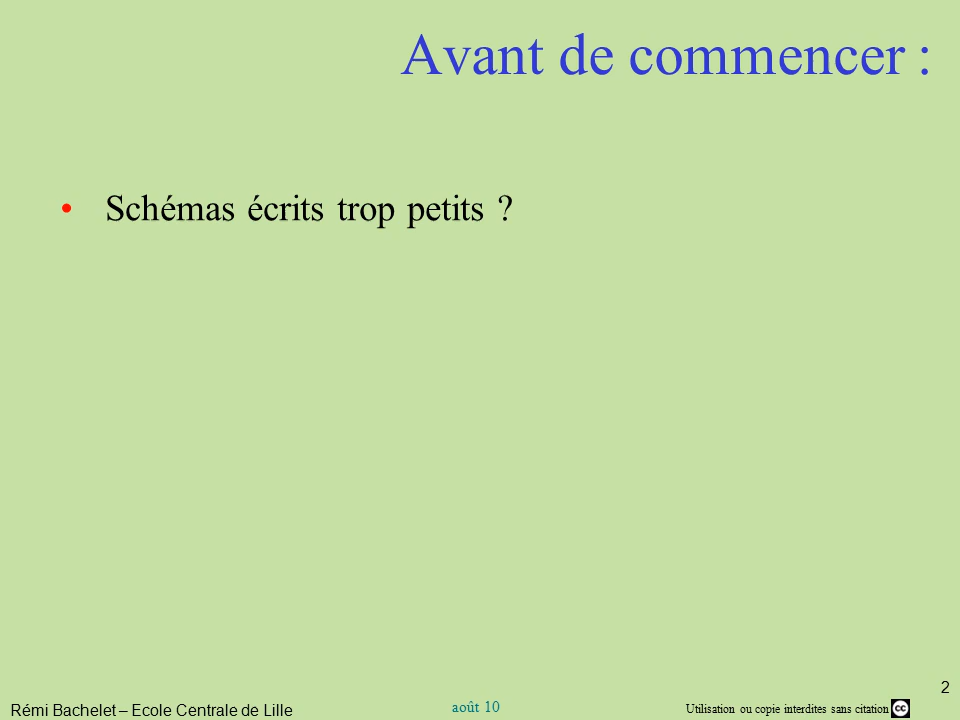 Avant de commencer :
• Schémas écrits trop petits ?
2
Rémi Bachelet – Ecole Centrale de Lille
août 10
Utilisation ou copie interdites sans citation
cc